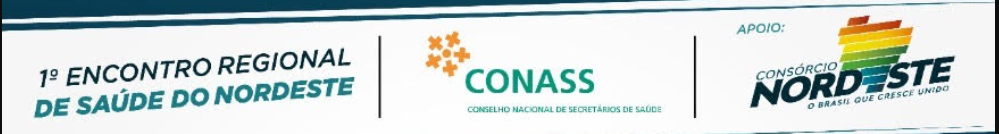 1º ENCONTRO REGIONAL
DE SAÚDE DO NORDESTE
CONASS
CONSELHO NACIONAL DE SECRETÁRIOS DE SAÚDE
APOIO:
CONSÓRCIO
NORDESTE
O BRASIL QUE CRESCE UNIDO